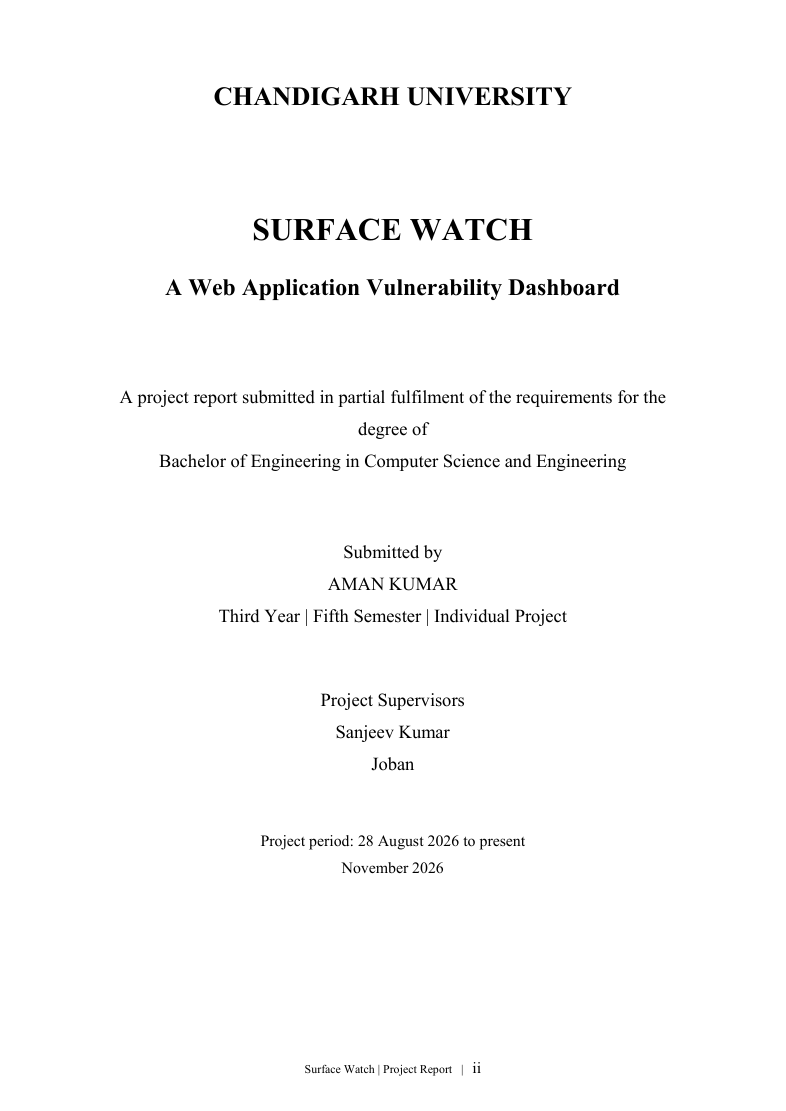 CHANDIGARH UNIVERSITY
SURFACE WATCH
A Web Application Vulnerability Dashboard
A project report submitted in partial fulfilment of the requirements for the
degree of
Bachelor of Engineering in Computer Science and Engineering
Submitted by
AMAN KUMAR
Third Year | Fifth Semester | Individual Project
Project Supervisors
Sanjeev Kumar
Joban
Project period: 28 August 2026 to present
November 2026
Surface Watch | Project Report | ii